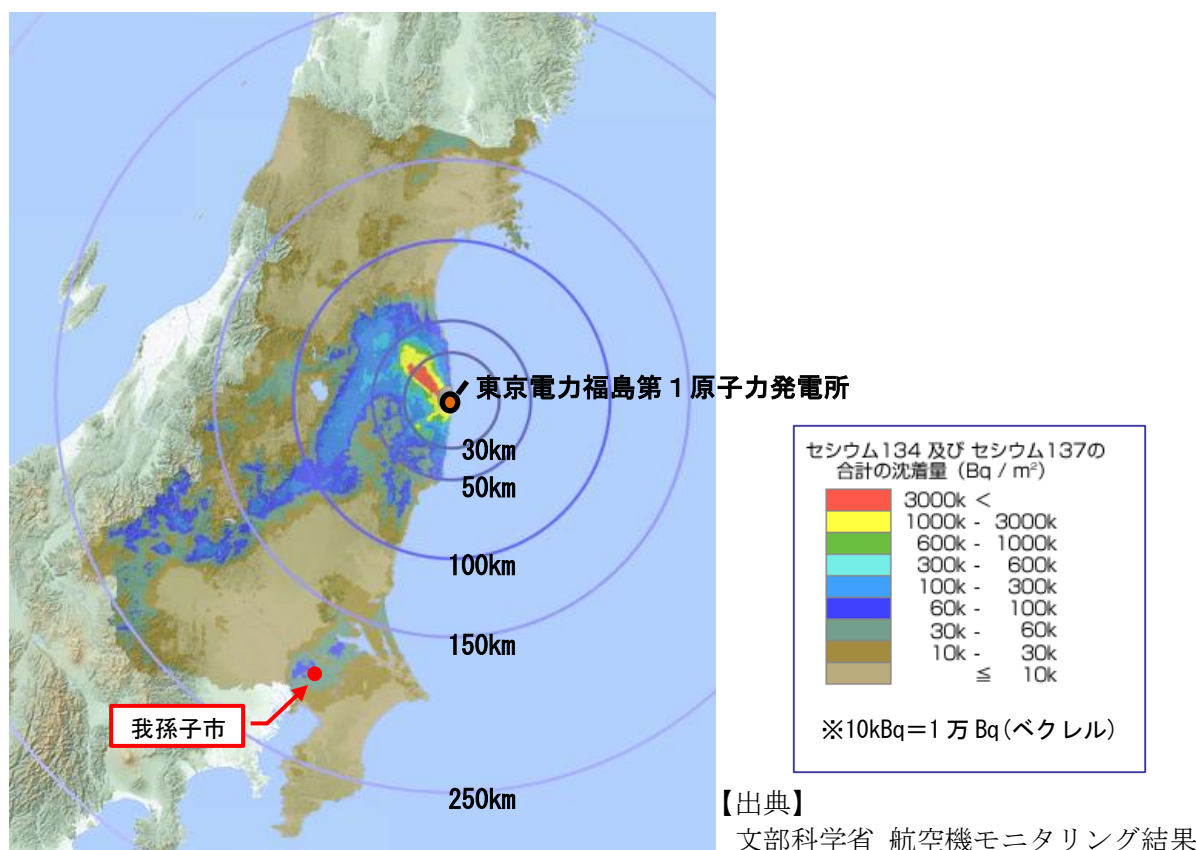 東京電力福島第１原子力発電所
30km
50km
100km
150km
250km
我孫子市
セシウム134 及び セシウム137の
合計の沈着量 (Bq / m²)
3000k <
1000k - 3000k
600k - 1000k
300k - 600k
100k - 300k
60k - 100k
30k - 60k
10k - 30k
≦ 10k
※10kBq＝1 万 Bq(ベクレル)
【出典】
文部科学省 航空機モニタリング結果